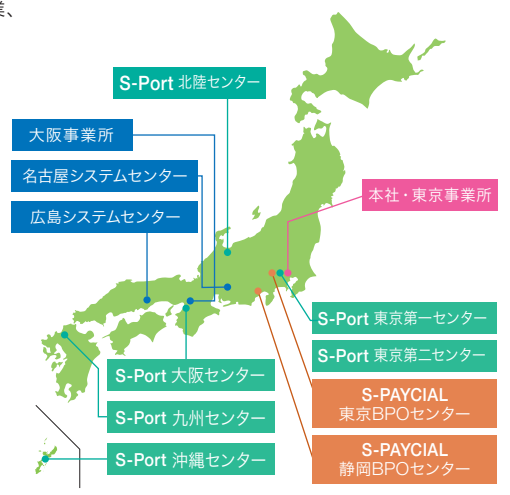 業、
S-Port 北陸センター
大阪事業所
名古屋システムセンター
広島システムセンター
本社・東京事業所
S-Port 東京第一センター
S-Port 東京第二センター
S-PAYCIAL
東京BPOセンター
S-PAYCIAL
静岡BPOセンター
S-Port 大阪センター
S-Port 九州センター
S-Port 沖縄センター